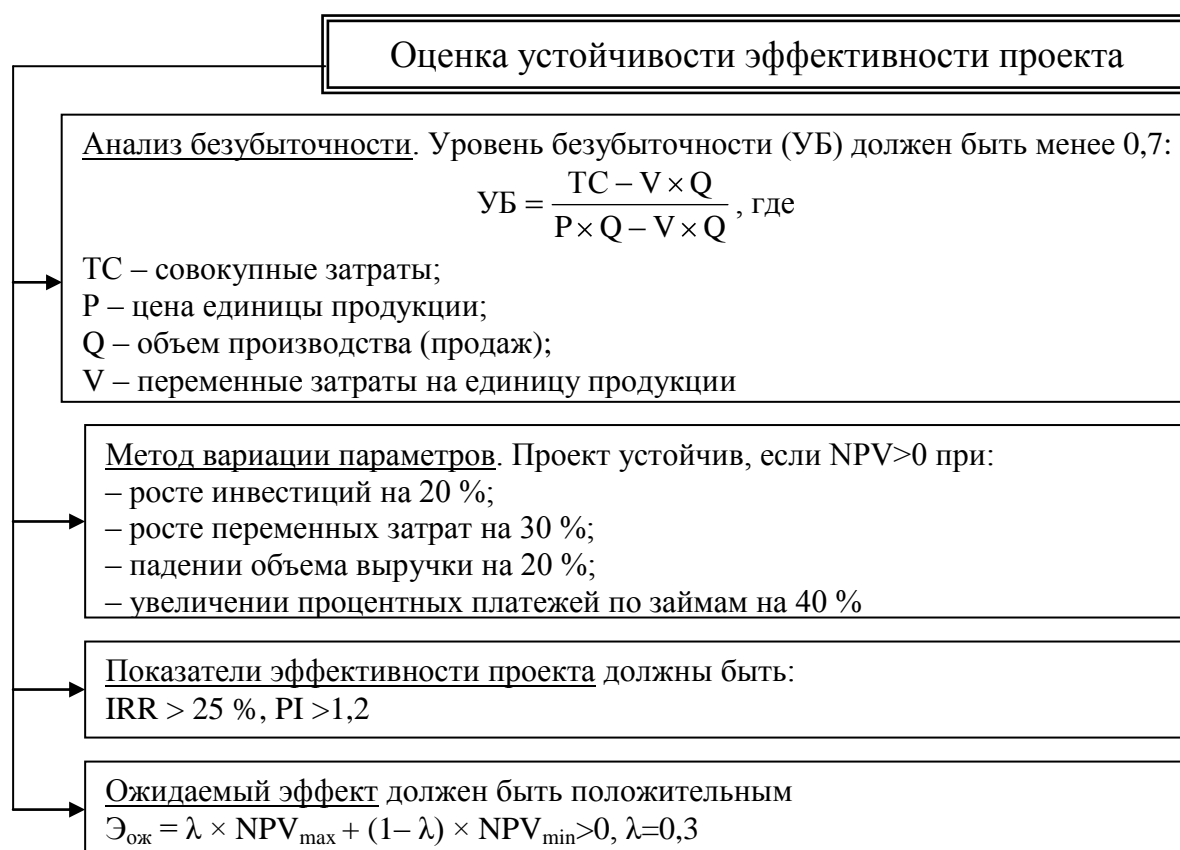 Оценка устойчивости эффективности проекта
Анализ безубыточности. Уровень безубыточности (УБ) должен быть менее 0,7:
УБ = (TC – V × Q) / (P × Q – V × Q) , где
TC – совокупные затраты;
P – цена единицы продукции;
Q – объем производства (продаж);
V – переменные затраты на единицу продукции
Метод вариации параметров. Проект устойчив, если NPV>0 при:
– росте инвестиций на 20 %;
– росте переменных затрат на 30 %;
– падении объема выручки на 20 %;
– увеличении процентных платежей по займам на 40 %
Показатели эффективности проекта должны быть:
IRR > 25 %, PI >1,2
Ожидаемый эффект должен быть положительным
Эож = λ × NPVmax + (1– λ) × NPVmin>0, λ=0,3